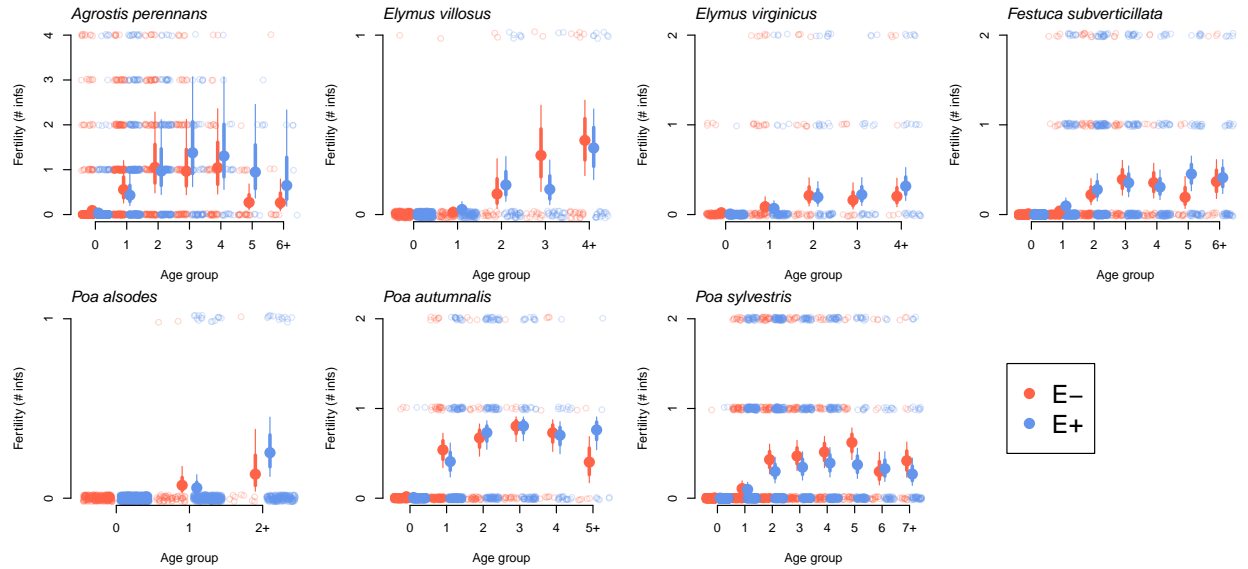 Agrostis perennans
Fertility (# infs)
4
3
2
1
0
0 1 2 3 4 5 6+
Age group
Elymus villosus
Fertility (# infs)
1
0
0 1 2 3 4+
Age group
Elymus virginicus
Fertility (# infs)
2
1
0
0 1 2 3 4+
Age group
Festuca subverticillata
Fertility (# infs)
2
1
0
0 1 2 3 4 5 6+
Age group
Poa alsodes
Fertility (# infs)
1
0
0 1 2+
Age group
Poa autumnalis
Fertility (# infs)
2
1
0
0 1 2 3 4 5+
Age group
Poa sylvestris
Fertility (# infs)
2
1
0
0 1 2 3 4 5 6 7+
Age group
E−
E+